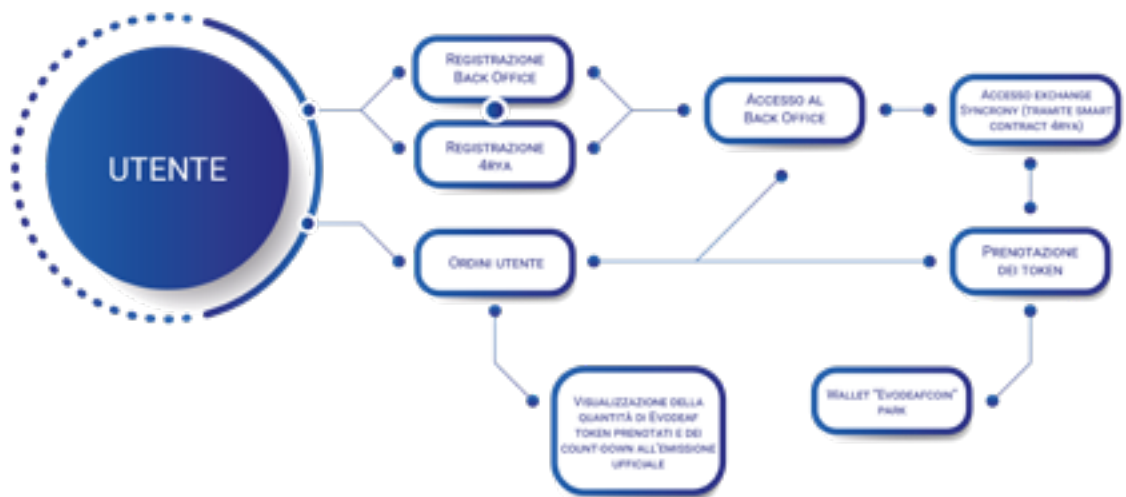 UTENTE
REGISTRAZIONE
BACK OFFICE
REGISTRAZIONE
4RYA
ORDINI UTENTE
ACCESSO AL
BACK OFFICE
ACCESSO EXCHANGE
SYNCRONY (TRAMITE SMART
CONTRACT 4RYA)
PRENOTAZIONE
DEI TOKEN
VISUALIZZAZIONE DELLA
QUANTITÀ DI EVODEAF
TOKEN PRENOTATI E DEI
COUNT-DOWN ALL'EMISSIONE
UFFICIALE
WALLET "EVODEAFCOIN"
PARK